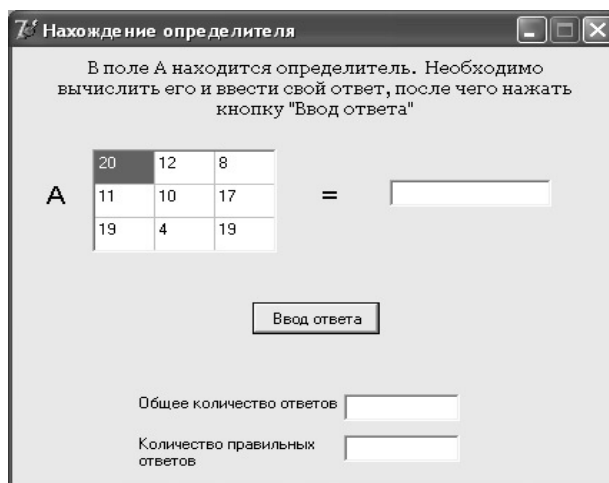 Нахождение определителя
В поле А находится определитель. Необходимо
вычислить его и ввести свой ответ, после чего нажать
кнопку "Ввод ответа"
20 12 8
А 11 10 17 =
19 4 19
Ввод ответа
Общее количество ответов
Количество правильных
ответов